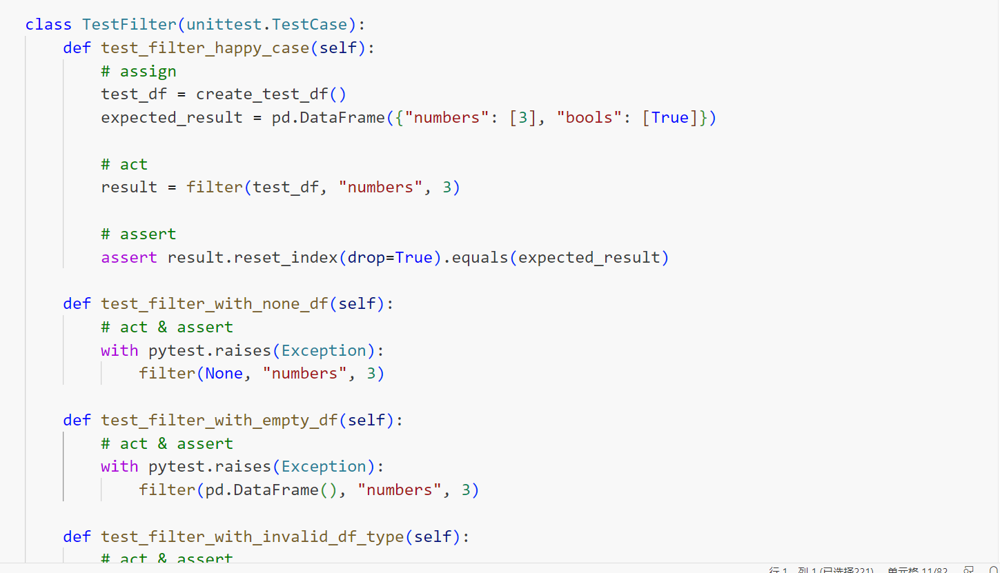 class TestFilter(unittest.TestCase):
    def test_filter_happy_case(self):
        # assign
        test_df = create_test_df()
        expected_result = pd.DataFrame({"numbers": [3], "bools": [True]})

        # act
        result = filter(test_df, "numbers", 3)

        # assert
        assert result.reset_index(drop=True).equals(expected_result)

    def test_filter_with_none_df(self):
        # act & assert
        with pytest.raises(Exception):
            filter(None, "numbers", 3)

    def test_filter_with_empty_df(self):
        # act & assert
        with pytest.raises(Exception):
            filter(pd.DataFrame(), "numbers", 3)

    def test_filter_with_invalid_df_type(self):
        # act & assert
行 1, 列 1 (已选择221) 单元格 11/82